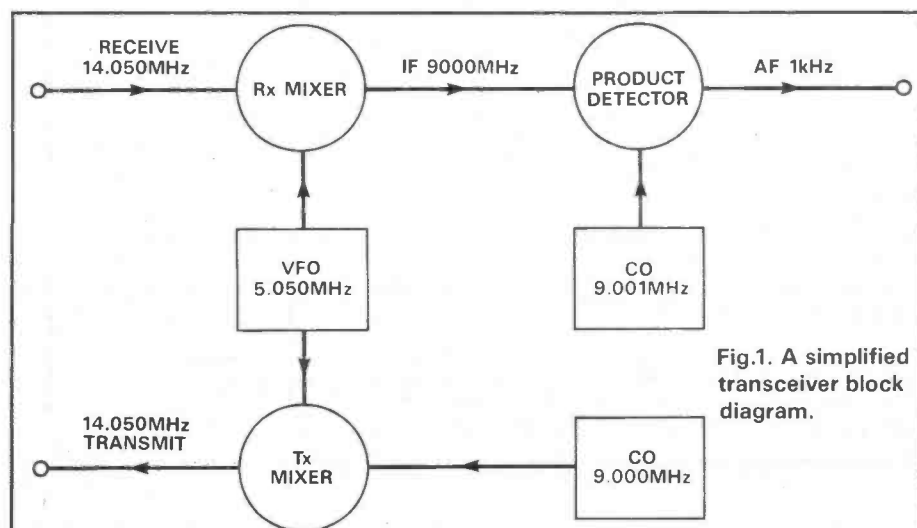 RECEIVE
14.050MHz
Rx MIXER
IF 9000MHz
PRODUCT
DETECTOR
AF 1kHz
VFO
5.050MHz
CO
9.001MHz
Fig.1. A simplified
transceiver block
diagram.
14.050MHz
TRANSMIT
Tx
MIXER
CO
9.000MHz